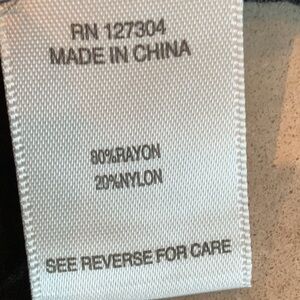 RN 127304
MADE IN CHINA
80%RAYON
20%NYLON
SEE REVERSE FOR CARE